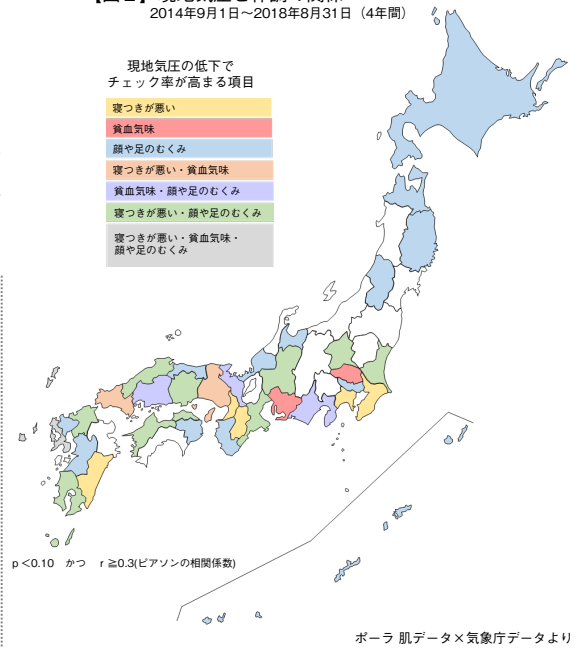 2014年9月1日〜2018年8月31日（4年間）
現地気圧の低下で
チェック率が高まる項目
寝つきが悪い
貧血気味
顔や足のむくみ
寝つきが悪い・貧血気味
貧血気味・顔や足のむくみ
寝つきが悪い・顔や足のむくみ
寝つきが悪い・貧血気味・
顔や足のむくみ
p＜0.10　かつ　r ≧0.3(ピアソンの相関係数)
ポーラ 肌データ×気象庁データより